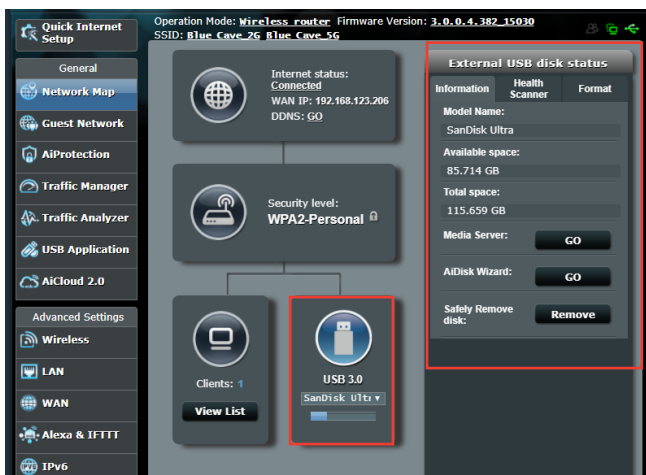 Quick Internet
Setup
Operation Mode: Wireless router Firmware Version: 3.0.0.4.382_15030
SSID: Blue Cave_2G Blue Cave_5G
General
Network Map
Guest Network
AiProtection
Traffic Manager
Traffic Analyzer
USB Application
AiCloud 2.0
Advanced Settings
Wireless
LAN
WAN
Alexa & IFTTT
IPv6
Internet status:
Connected
WAN IP: 192.168.123.206
DDNS: GO
Security level:
WPA2-Personal
Clients: 1
View List
USB 3.0
SanDisk Ultr
External USB disk status
Information
Health
Scanner
Format
Model Name:
SanDisk Ultra
Available space:
85.714 GB
Total space:
115.659 GB
Media Server:
GO
AiDisk Wizard:
GO
Safely Remove
disk:
Remove